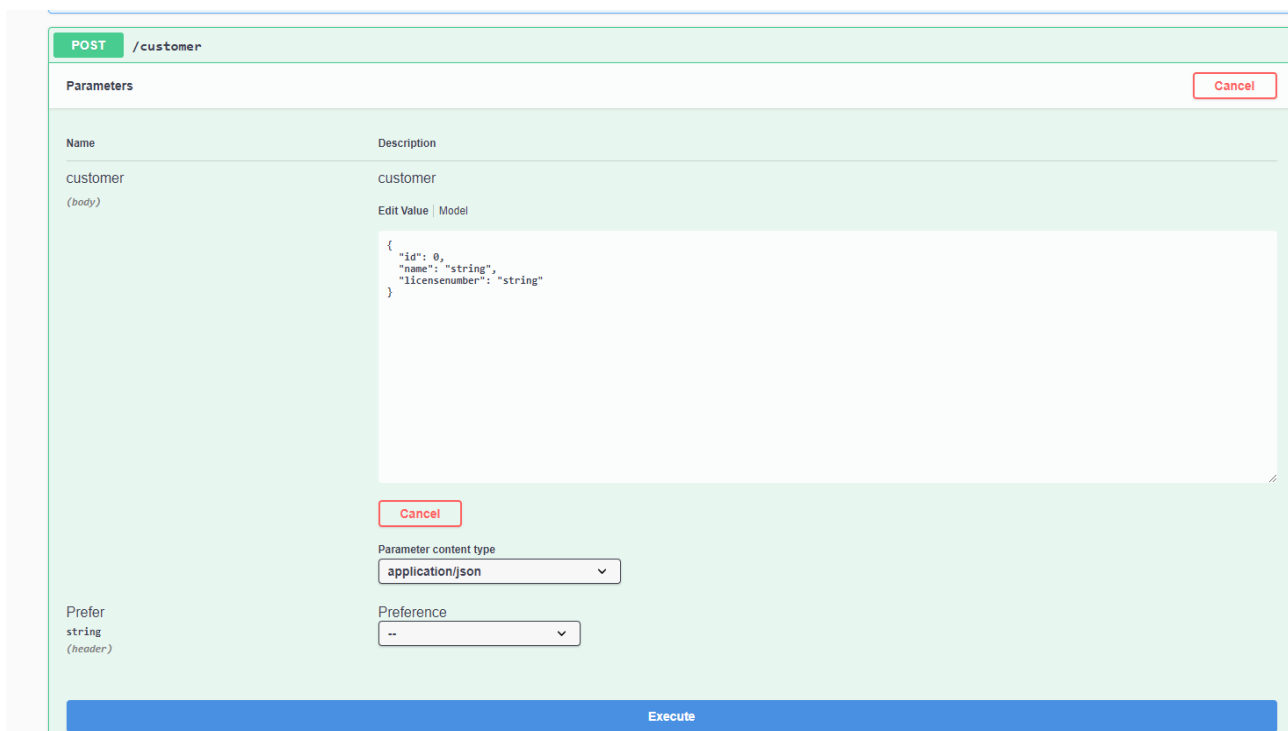 POST /customer
Parameters Cancel
Name Description
customer customer
(body)
Edit Value | Model
{
  "id": 0,
  "name": "string",
  "licensenumber": "string"
}
Cancel
Parameter content type
application/json
Prefer Preference
string --
(header)
Execute